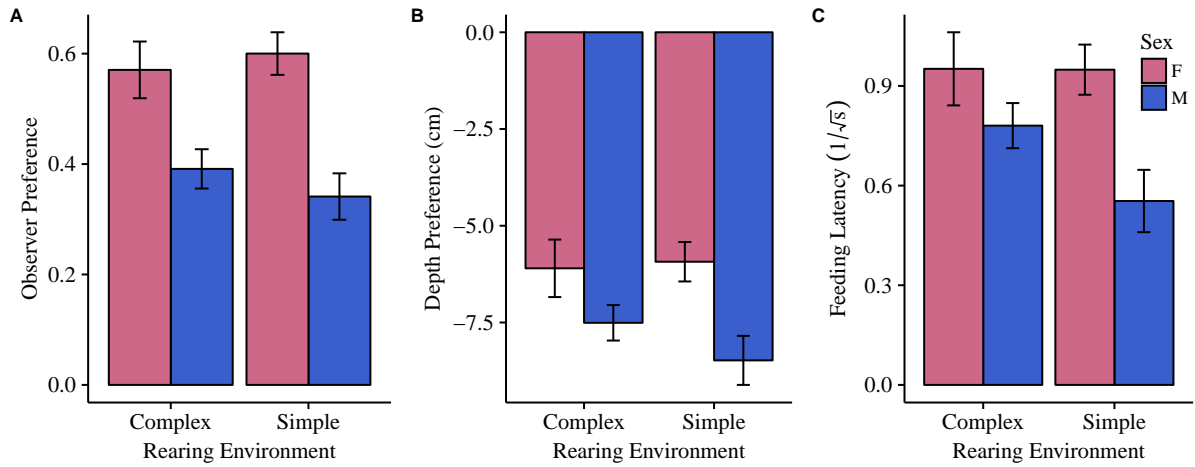 A
Observer Preference
0.6
0.4
0.2
0.0
Complex
Simple
Rearing Environment
B
Depth Preference (cm)
0.0
−2.5
−5.0
−7.5
Complex
Simple
Rearing Environment
C
Feeding Latency (1/√s)
0.9
0.6
0.3
0.0
Complex
Simple
Rearing Environment
Sex
F
M